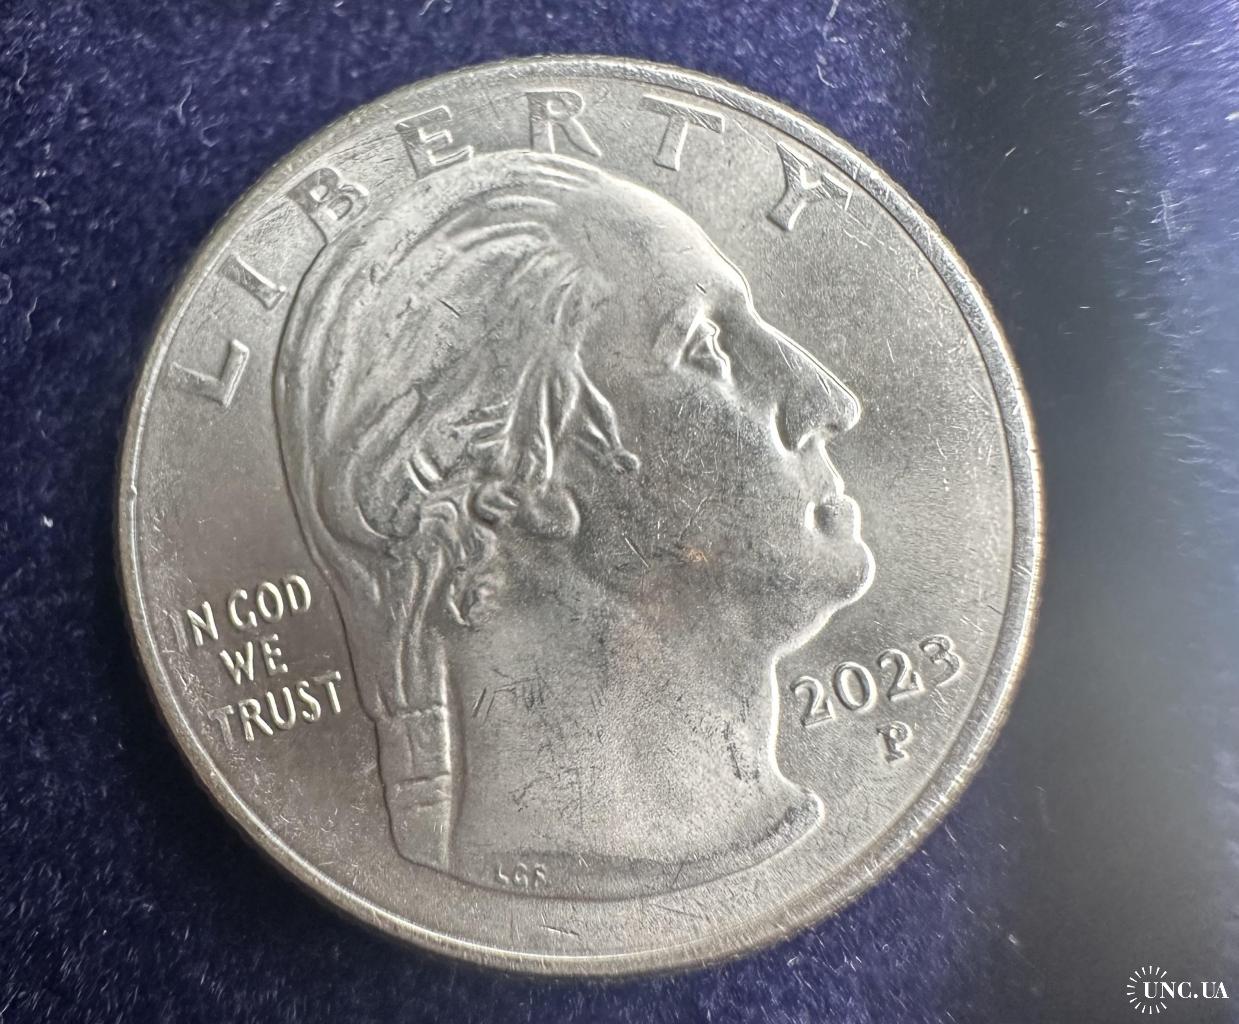 LIBERTY
IN GOD
WE
TRUST
2023
P
LGF
UNC.UA